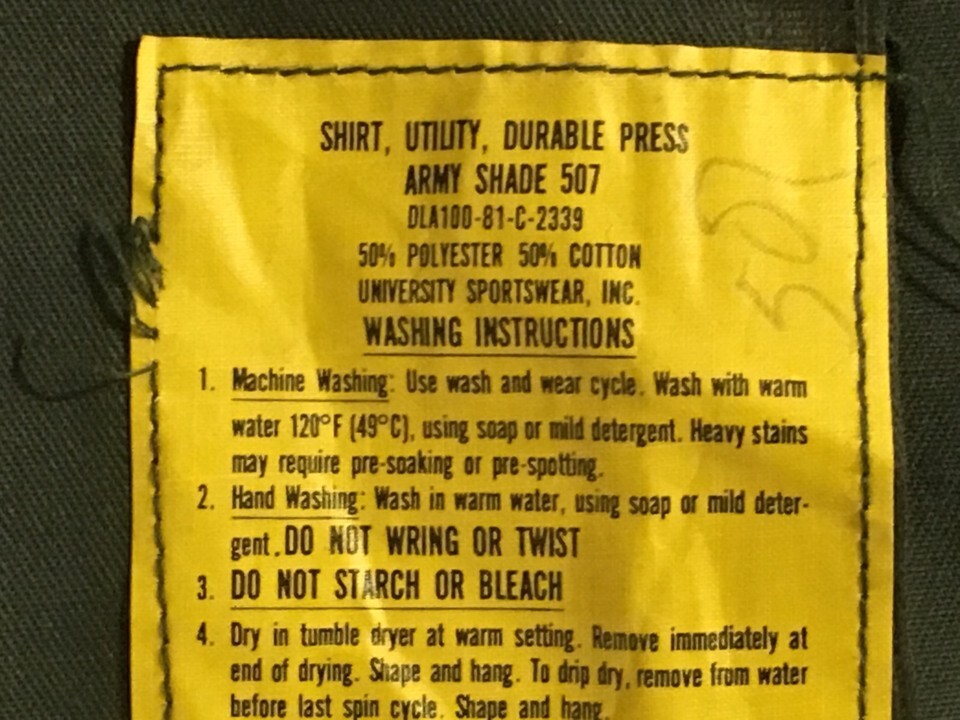 SHIRT, UTILITY, DURABLE PRESS
ARMY SHADE 507
DLA100-81-C-2339
50% POLYESTER 50% COTTON
UNIVERSITY SPORTSWEAR, INC.
WASHING INSTRUCTIONS
1. Machine Washing: Use wash and wear cycle. Wash with warm
water 120°F (49°C), using soap or mild detergent. Heavy stains
may require pre-soaking or pre-spotting.
2. Hand Washing: Wash in warm water, using soap or mild deter-
gent. DO NOT WRING OR TWIST
3. DO NOT STARCH OR BLEACH
4. Dry in tumble dryer at warm setting. Remove immediately at
end of drying. Shape and hang. To drip dry, remove from water
before last spin cycle. Shape and hang.